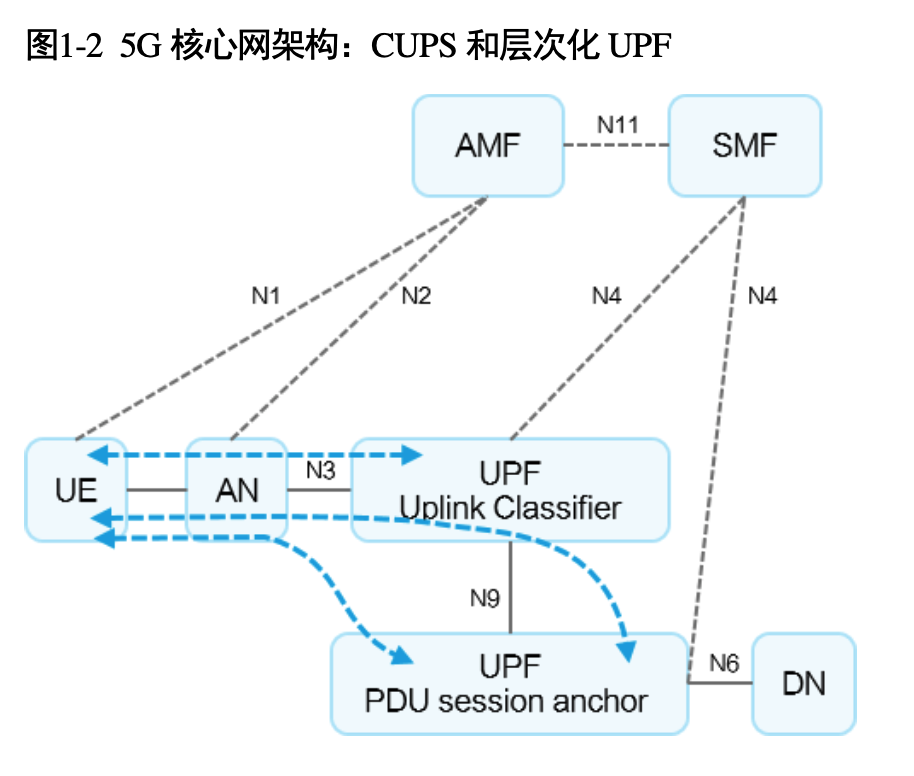 图1-2 5G 核心网架构：CUPS 和层次化 UPF
AMF
N11
SMF
N1
N2
N4
N4
UE
AN
N3
UPF
Uplink Classifier
N9
UPF
PDU session anchor
N6
DN